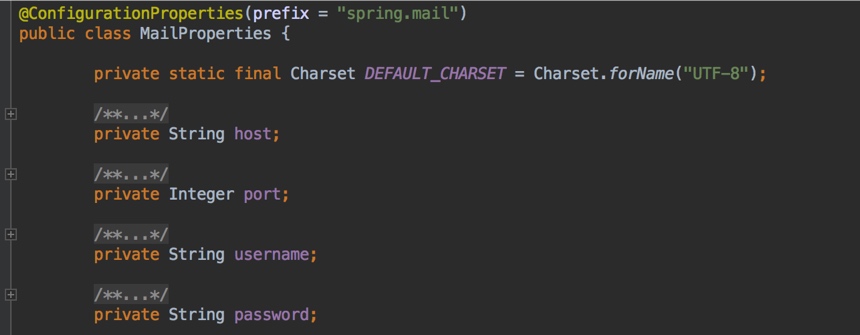 @ConfigurationProperties(prefix = "spring.mail")
public class MailProperties {
private static final Charset DEFAULT_CHARSET = Charset.forName("UTF-8");
/**...*/
private String host;
/**...*/
private Integer port;
/**...*/
private String username;
/**...*/
private String password;